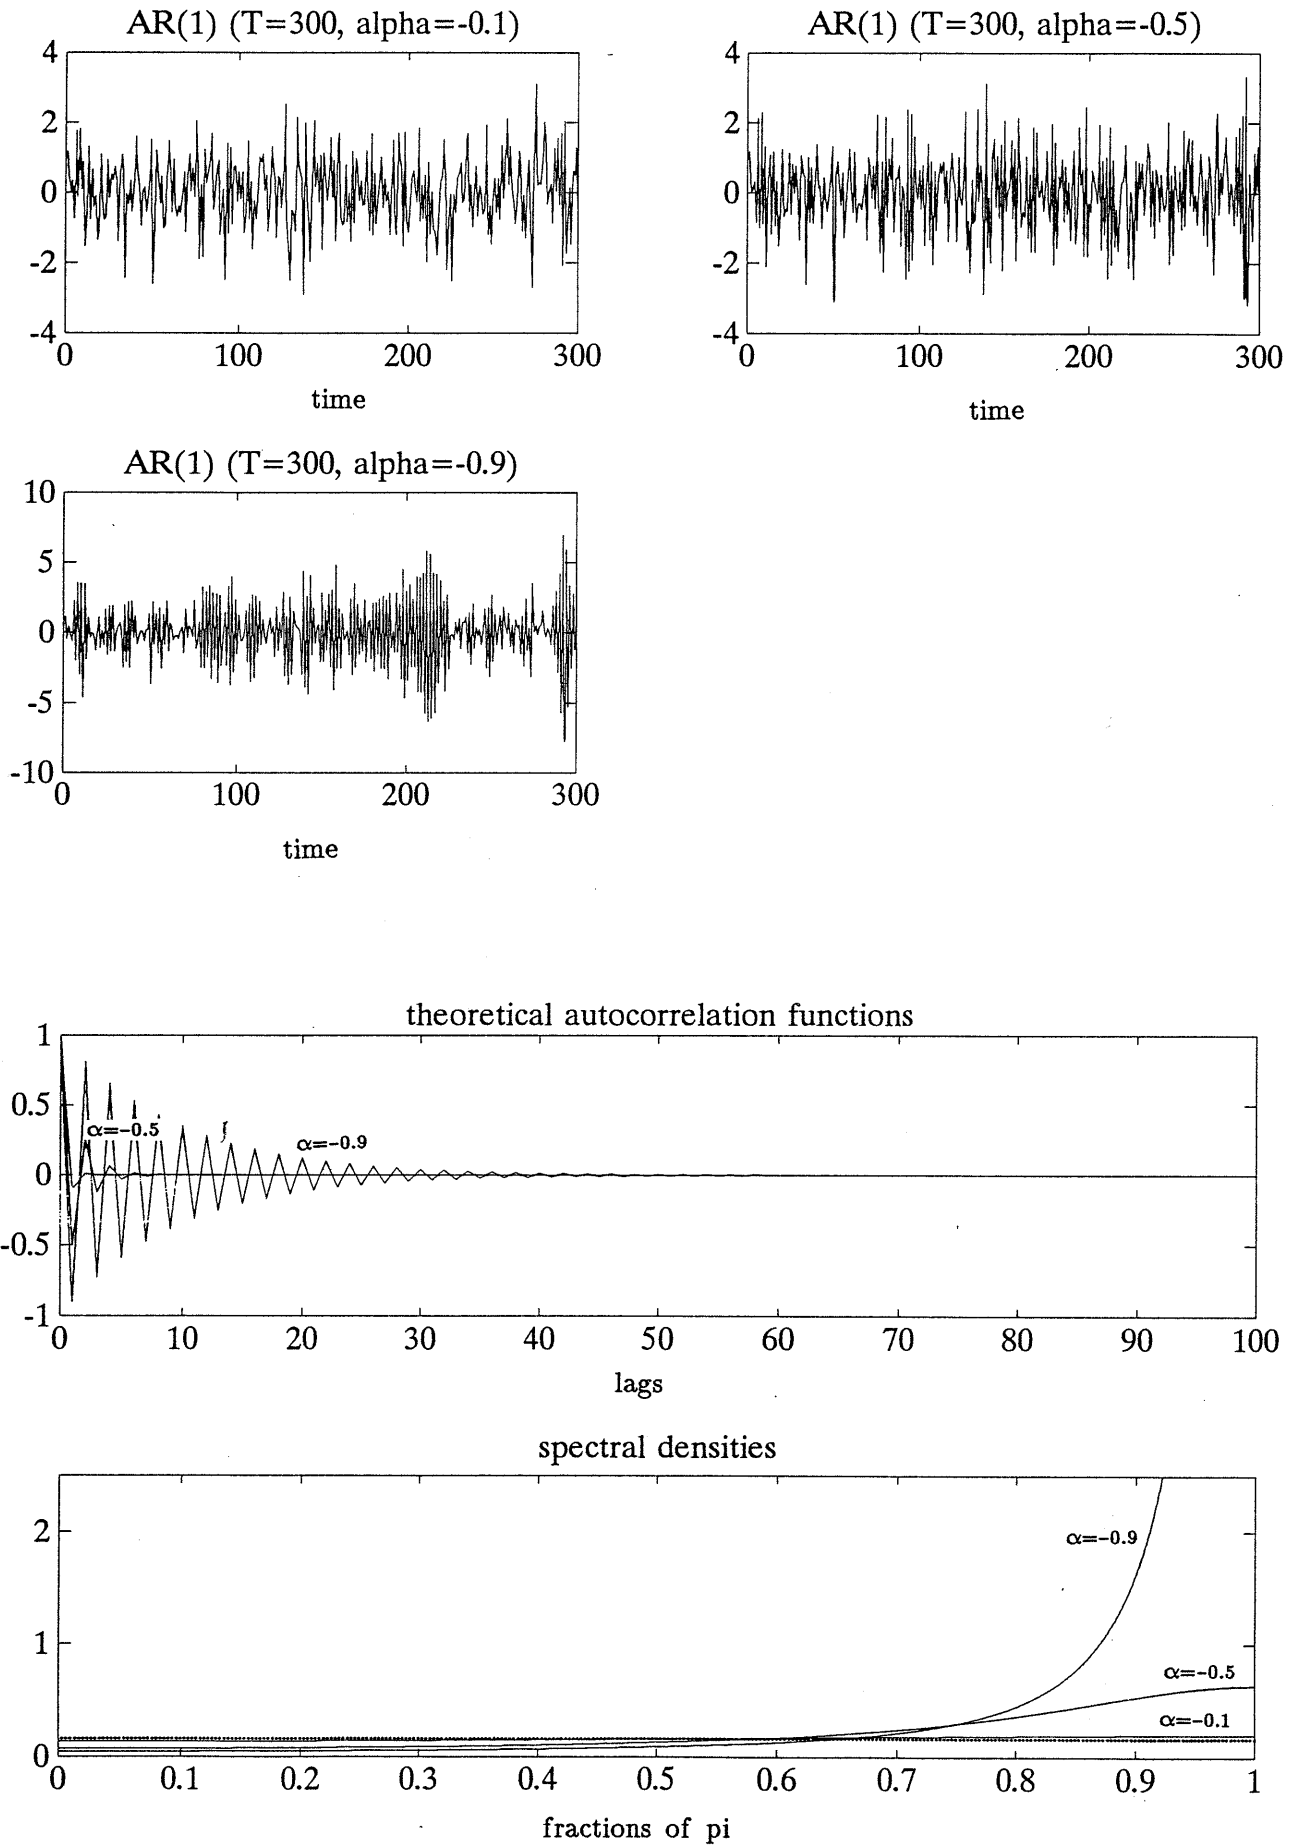 AR(1) (T=300, alpha=-0.1)
4
2
0
-2
-4
0 100 200 300
time
AR(1) (T=300, alpha=-0.5)
4
2
0
-2
-4
0 100 200 300
time
AR(1) (T=300, alpha=-0.9)
10
5
0
-5
-10
0 100 200 300
time
theoretical autocorrelation functions
1
0.5
0
-0.5
-1
α=-0.5
α=-0.9
0 10 20 30 40 50 60 70 80 90 100
lags
spectral densities
2
1
0
α=-0.9
α=-0.5
α=-0.1
0 0.1 0.2 0.3 0.4 0.5 0.6 0.7 0.8 0.9 1
fractions of pi